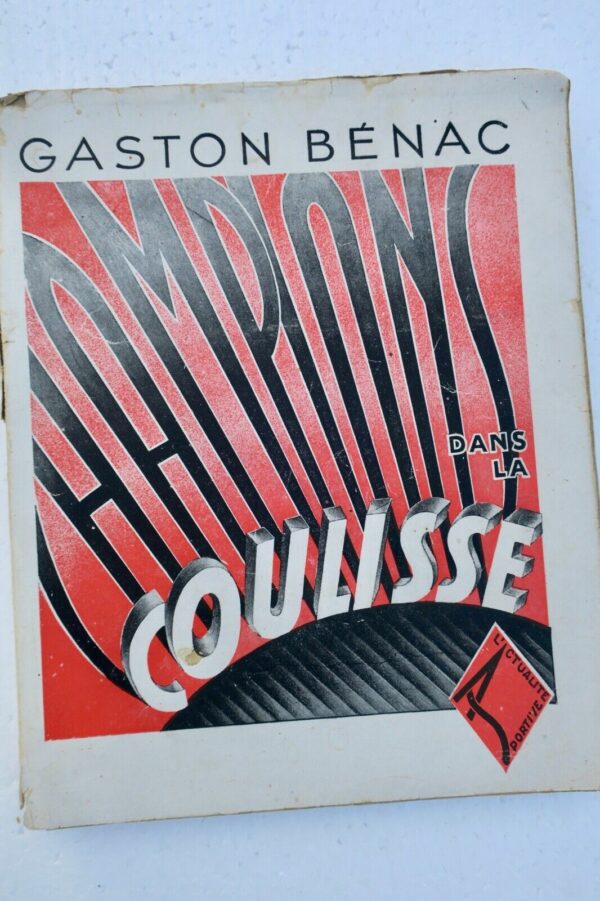 GASTON BÉNAC
CHAMPIONS
DANS
LA
COULISSE
L'ACTUALITÉ
SPORTIVE